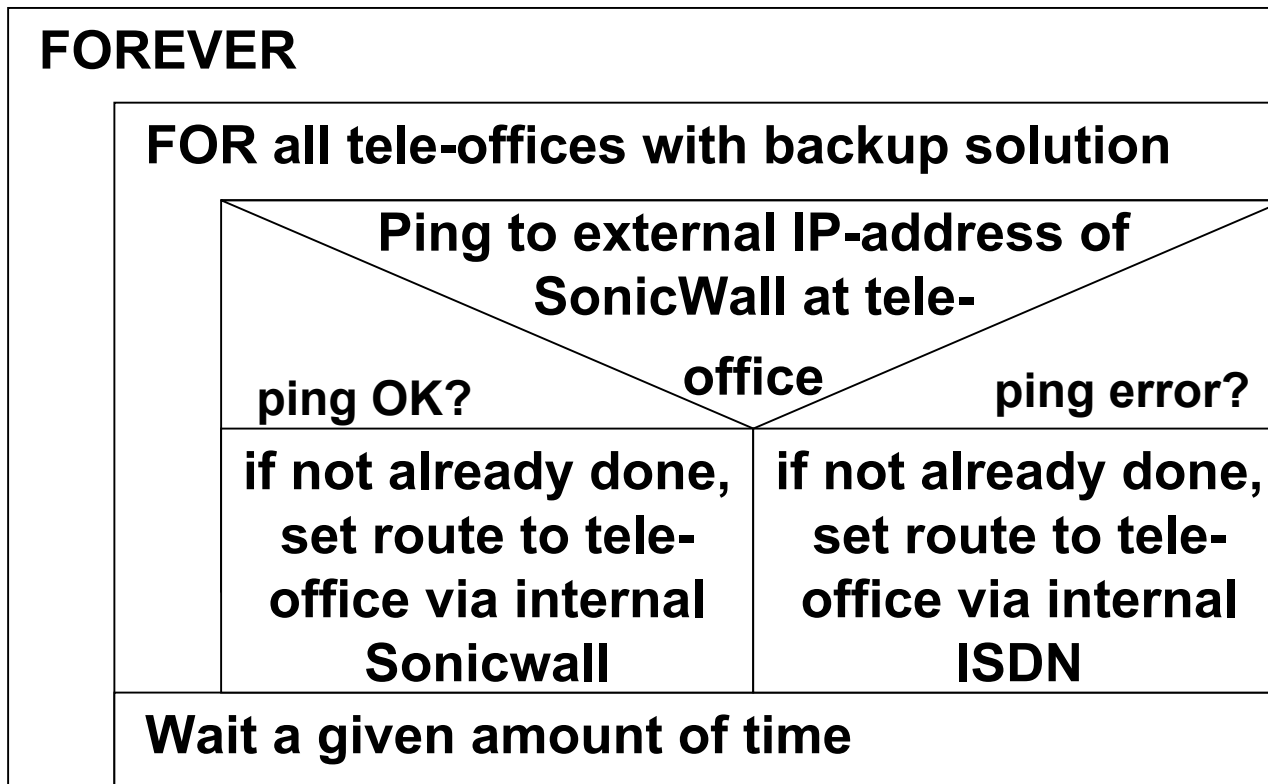 FOREVER
FOR all tele-offices with backup solution
Ping to external IP-address of
SonicWall at tele-
office
ping OK?
ping error?
if not already done,
set route to tele-
office via internal
Sonicwall
if not already done,
set route to tele-
office via internal
ISDN
Wait a given amount of time